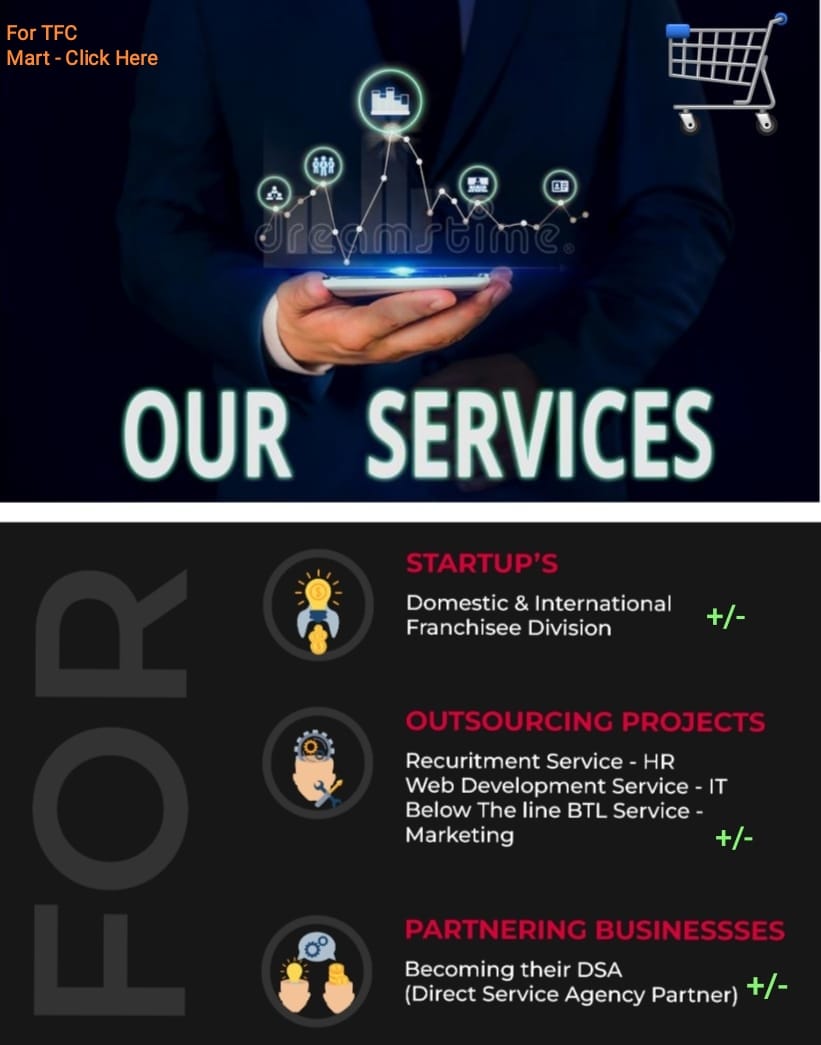 For TFC
Mart - Click Here
dreamstime.
OUR SERVICES
FOR
STARTUP'S
Domestic & International
Franchisee Division
+/-
OUTSOURCING PROJECTS
Recuritment Service - HR
Web Development Service - IT
Below The line BTL Service -
Marketing
+/-
PARTNERING BUSINESSSES
Becoming their DSA
(Direct Service Agency Partner)
+/-